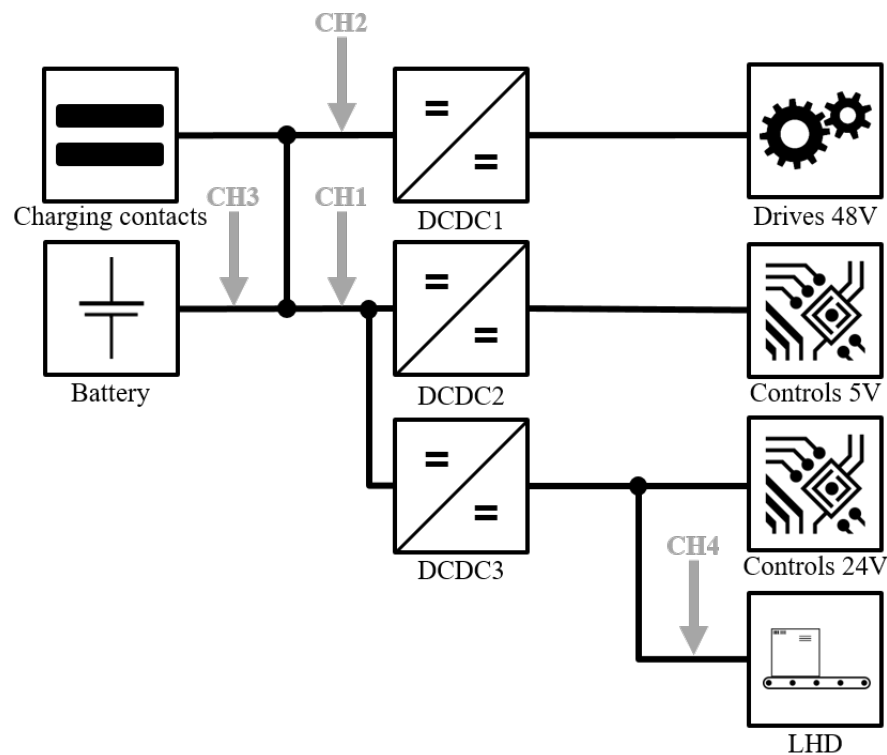 CH2
Charging contacts
CH3
CH1
DCDC1
Drives 48V
Battery
DCDC2
Controls 5V
CH4
DCDC3
Controls 24V
LHD